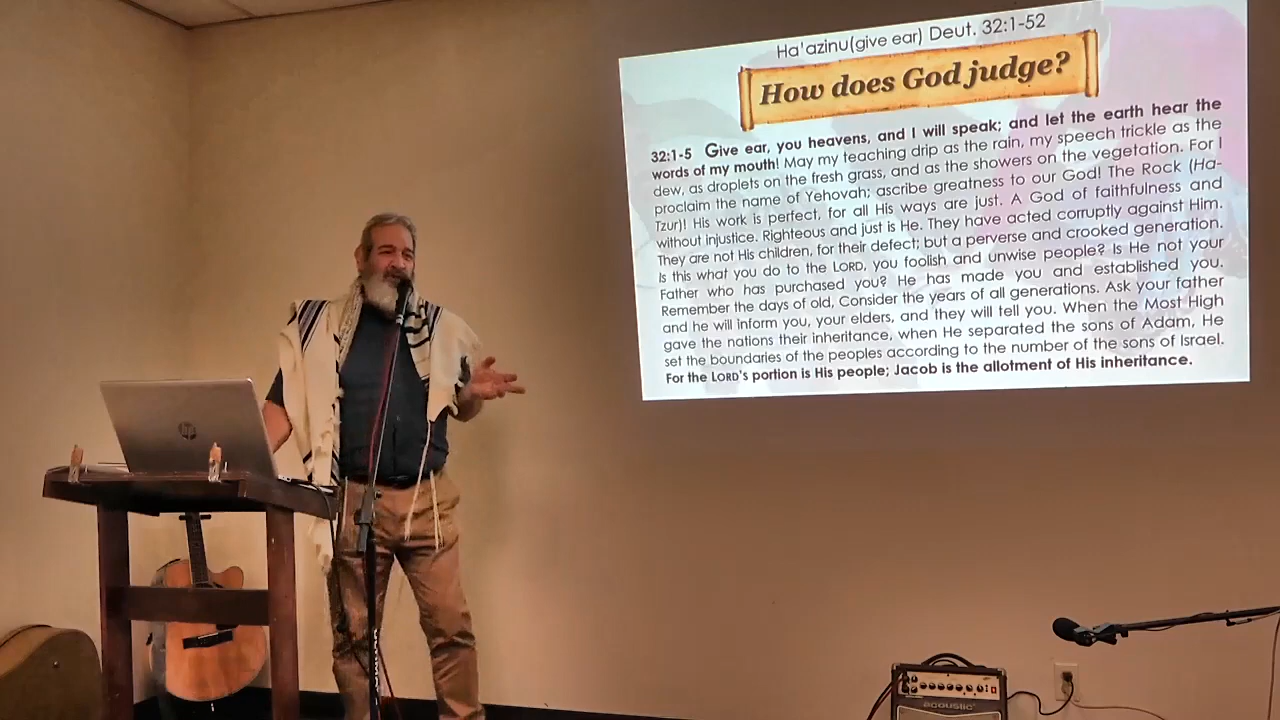 Ha'azinu(give ear) Deut. 32:1-52
How does God judge?
32:1-5 Give ear, you heavens, and I will speak; and let the earth hear the
words of my mouth! May my teaching drip as the rain, my speech trickle as the
dew, as droplets on the fresh grass, and as the showers on the vegetation. For I
proclaim the name of Yehovah; ascribe greatness to our God! The Rock (Ha-
Tzur)! His work is perfect, for all His ways are just. A God of faithfulness and
without injustice. Righteous and just is He. They have acted corruptly against Him.
They are not His children, for their defect; but a perverse and crooked generation.
Is this what you do to the LORD, you foolish and unwise people? Is He not your
Father who has purchased you? He has made you and established you.
Remember the days of old, Consider the years of all generations. Ask your father
and he will inform you, your elders, and they will tell you. When the Most High
gave the nations their inheritance, when He separated the sons of Adam, He
set the boundaries of the peoples according to the number of the sons of Israel.
For the LORD's portion is His people; Jacob is the allotment of His inheritance.
hp
acoustic